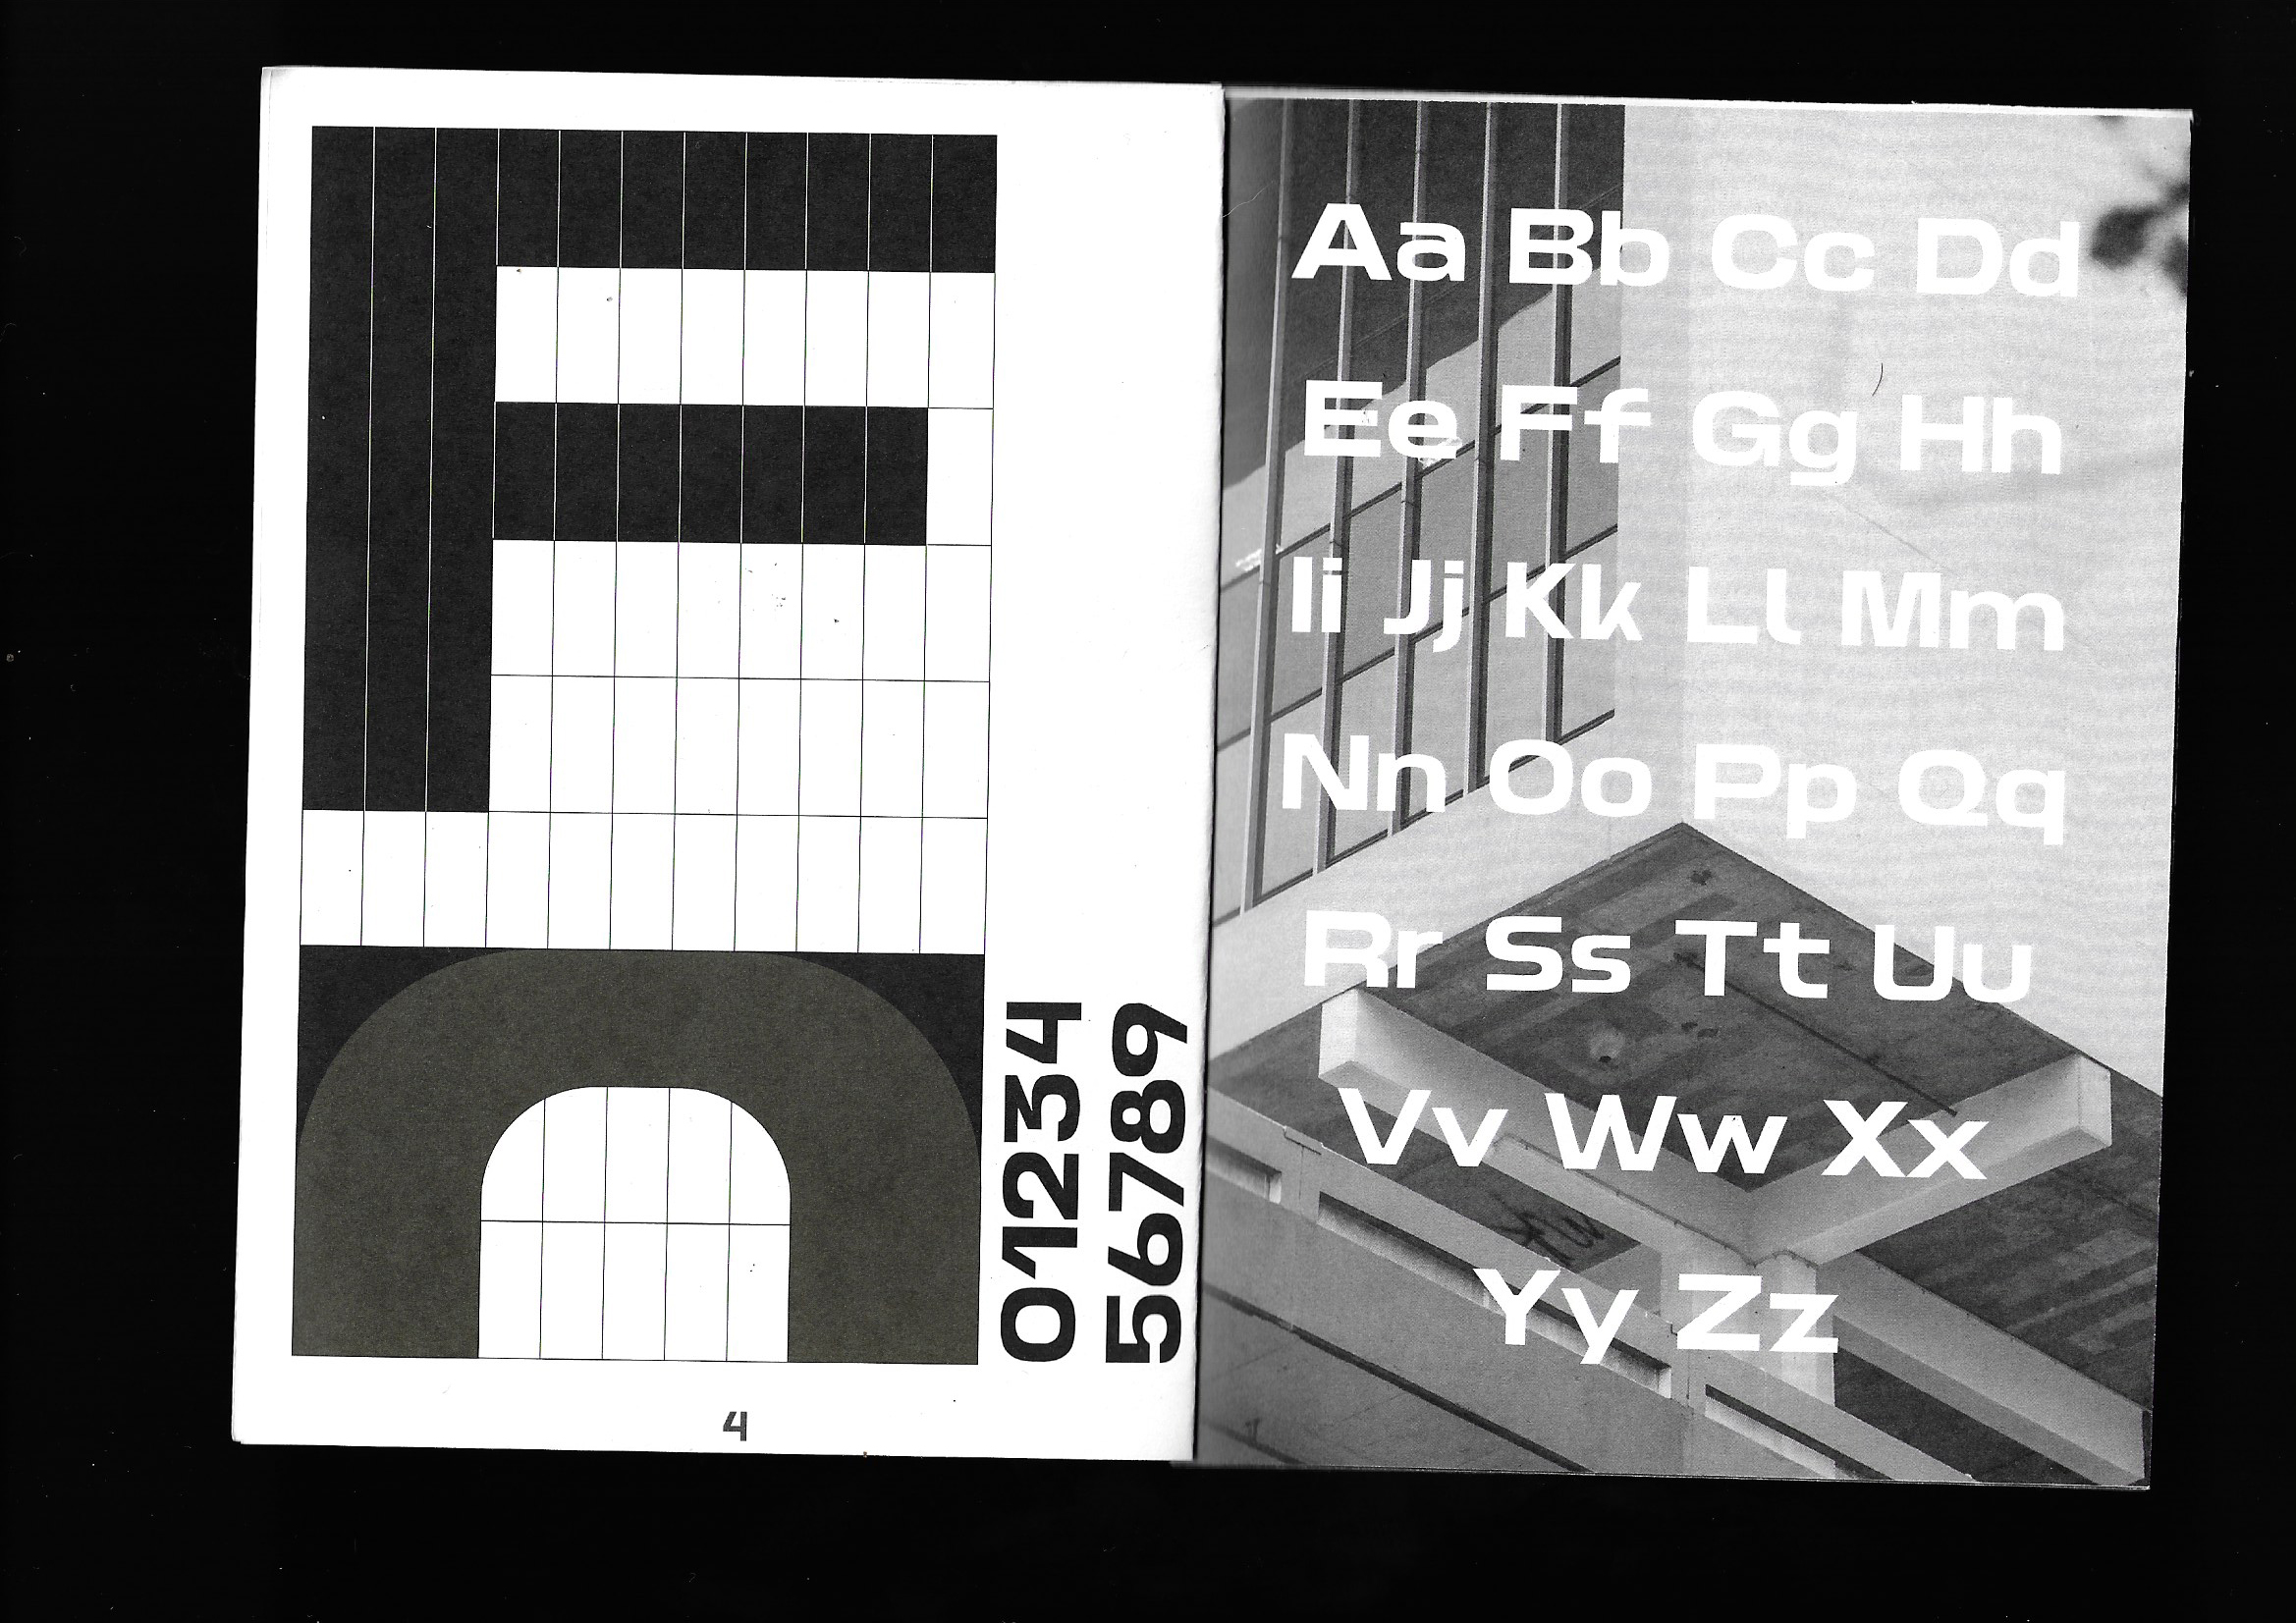 01234
56789
4
Aa Bb Cc Dd
Ee Ff Gg Hh
Ii Jj Kk Ll Mm
Nn Oo Pp Qq
Rr Ss Tt Uu
Vv Ww Xx
Yy Zz